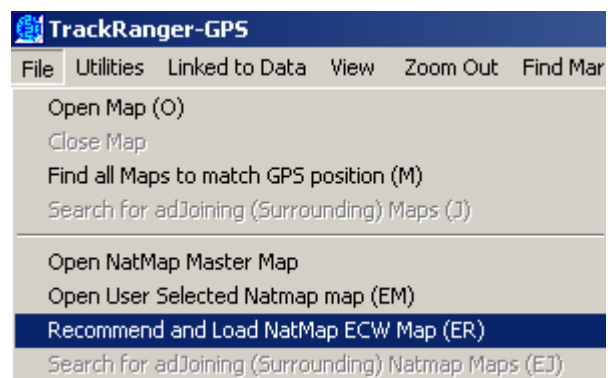 TrackRanger-GPS
File Utilities Linked to Data View Zoom Out Find Mar
Open Map (O)
Close Map
Find all Maps to match GPS position (M)
Search for adJoining (Surrounding) Maps (J)
Open NatMap Master Map
Open User Selected Natmap map (EM)
Recommend and Load NatMap ECW Map (ER)
Search for adJoining (Surrounding) Natmap Maps (EJ)